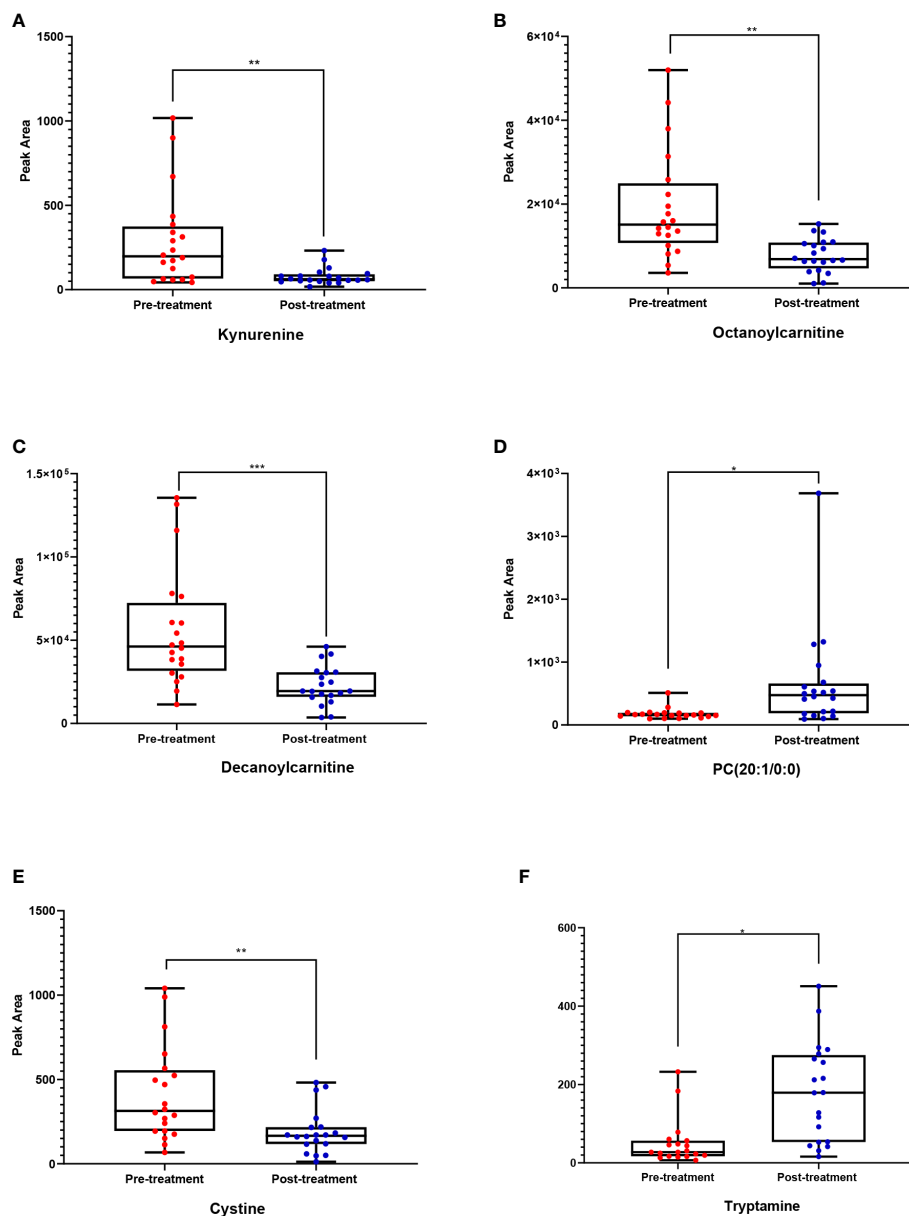 A
1500
1000
500
0
Peak Area
**
Pre-treatment
Post-treatment
Kynurenine
B
6×10⁴
4×10⁴
2×10⁴
0
Peak Area
**
Pre-treatment
Post-treatment
Octanoylcarnitine
C
1.5×10⁵
1×10⁵
5×10⁴
0
Peak Area
***
Pre-treatment
Post-treatment
Decanoylcarnitine
D
4×10³
3×10³
2×10³
1×10³
0
Peak Area
*
Pre-treatment
Post-treatment
PC(20:1/0:0)
E
1500
1000
500
0
Peak Area
**
Pre-treatment
Post-treatment
Cystine
F
600
400
200
0
Peak Area
*
Pre-treatment
Post-treatment
Tryptamine